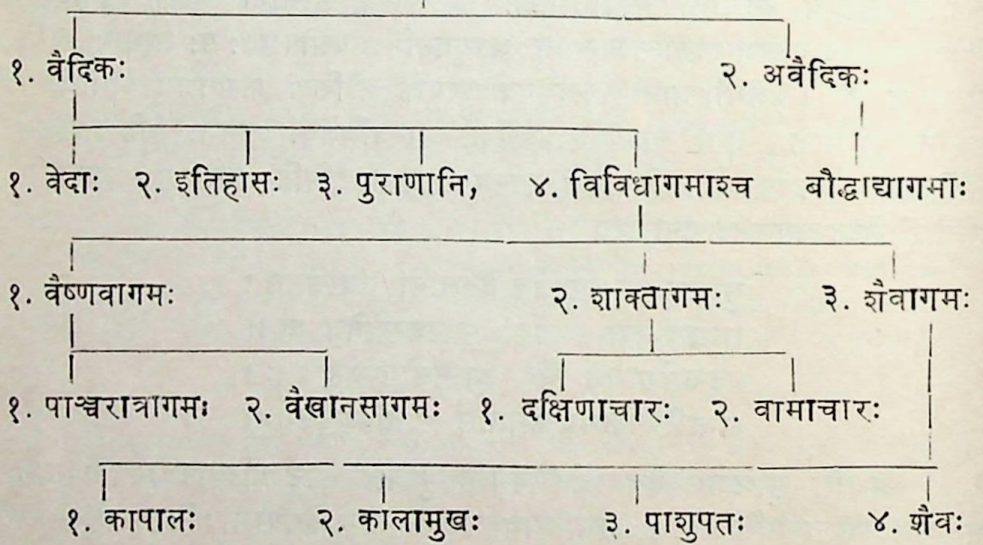 १. वैदिकः २. अवैदिकः
१. वेदाः २. इतिहासः ३. पुराणानि, ४. विविधागमाश्च बौद्धाद्यागमाः
१. वैष्णवागमः २. शाक्तागमः ३. शैवागमः
१. पाञ्चरात्रागमः २. वैखानसागमः १. दक्षिणाचारः २. वामाचारः
१. कापालः २. कालामुखः ३. पाशुपतः ४. शैवः